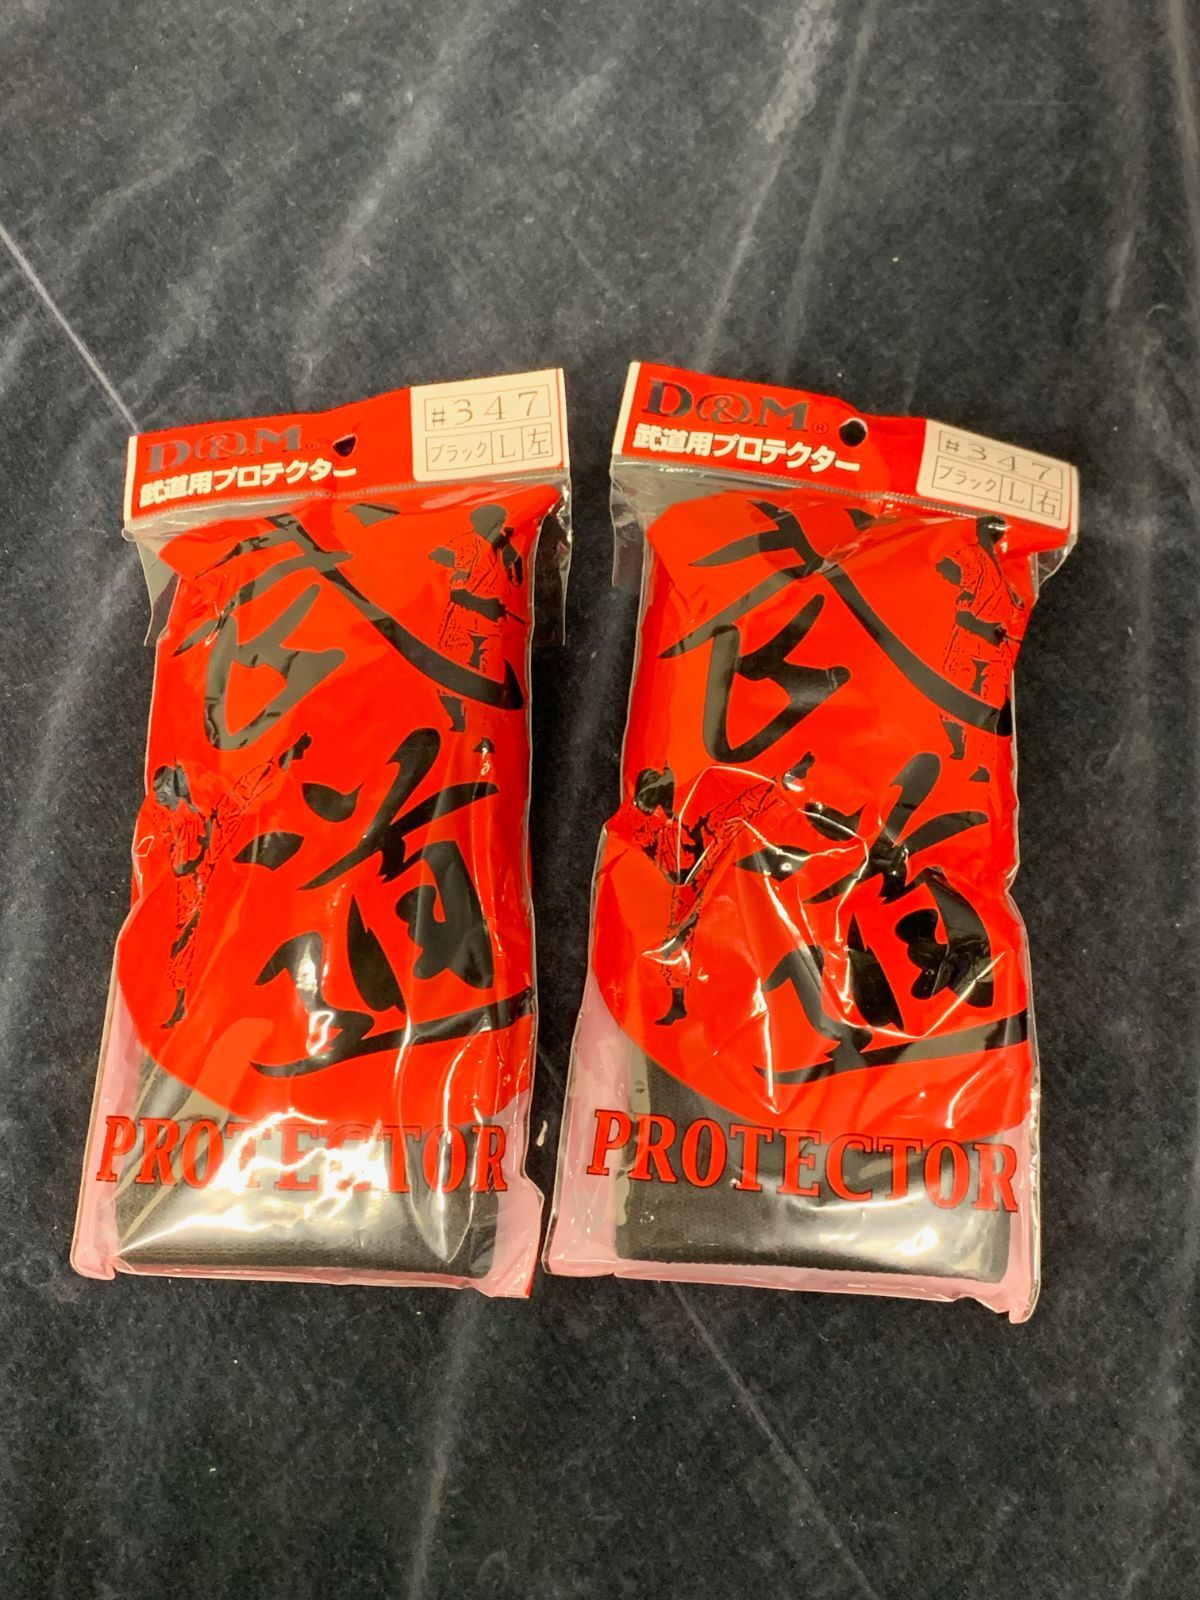 D&M®
武道用プロテクター
#347
ブラック L 左
武道
PROTECTOR
D&M®
武道用プロテクター
#347
ブラック L 右
武道
PROTECTOR